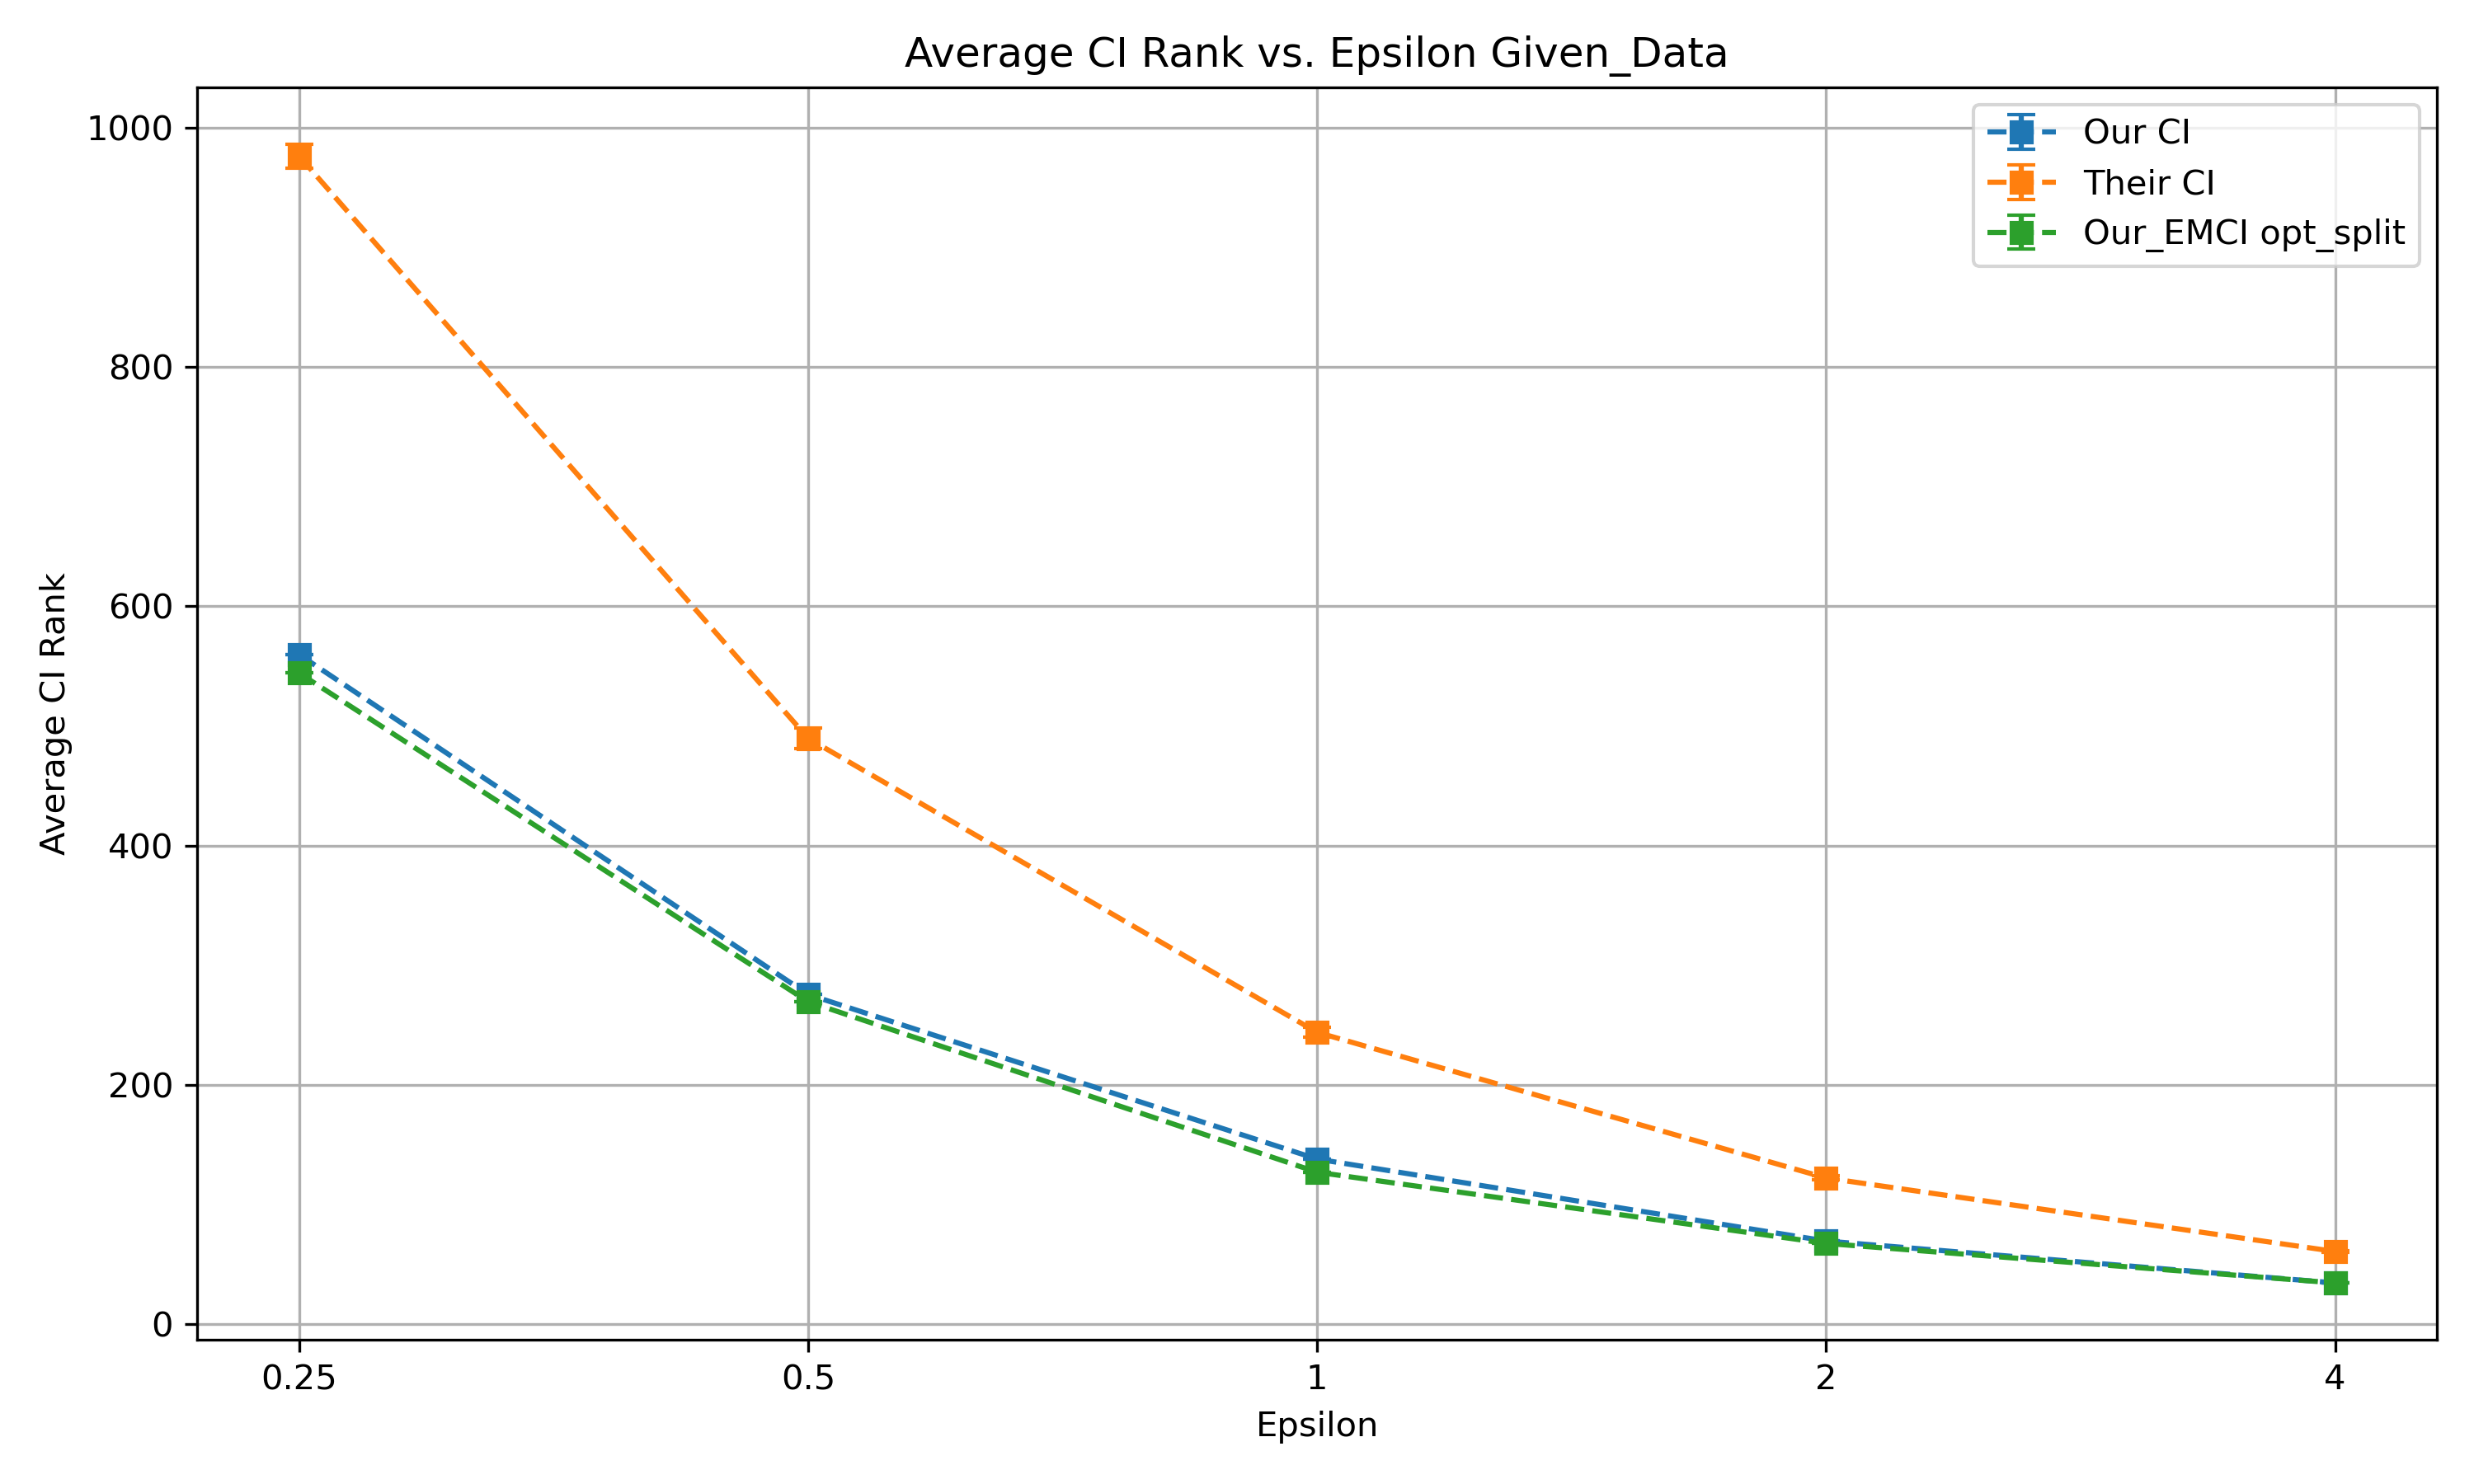 Average CI Rank vs. Epsilon Given_Data
Our CI
Their CI
Our_EMCI opt_split
Average CI Rank
1000
800
600
400
200
0
0.25 0.5 1 2 4
Epsilon